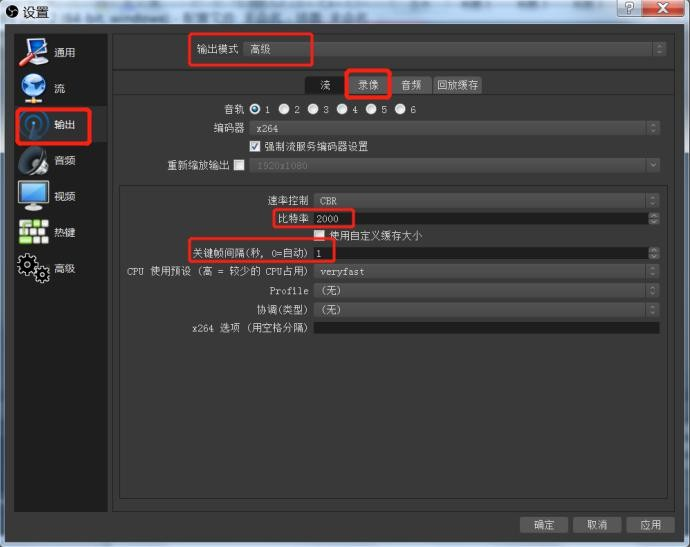 设置
通用
流
输出
音频
视频
热键
高级
输出模式 高级
流 录像 音频 回放缓存
音轨 1 2 3 4 5 6
编码器 x264
强制流服务编码器设置
重新缩放输出 1920x1080
速率控制 CBR
比特率 2000
使用自定义缓存大小
关键帧间隔(秒, 0=自动) 1
CPU 使用预设 (高 = 较少的 CPU占用) veryfast
Profile (无)
协调(类型) (无)
x264 选项 (用空格分隔)
确定 取消 应用